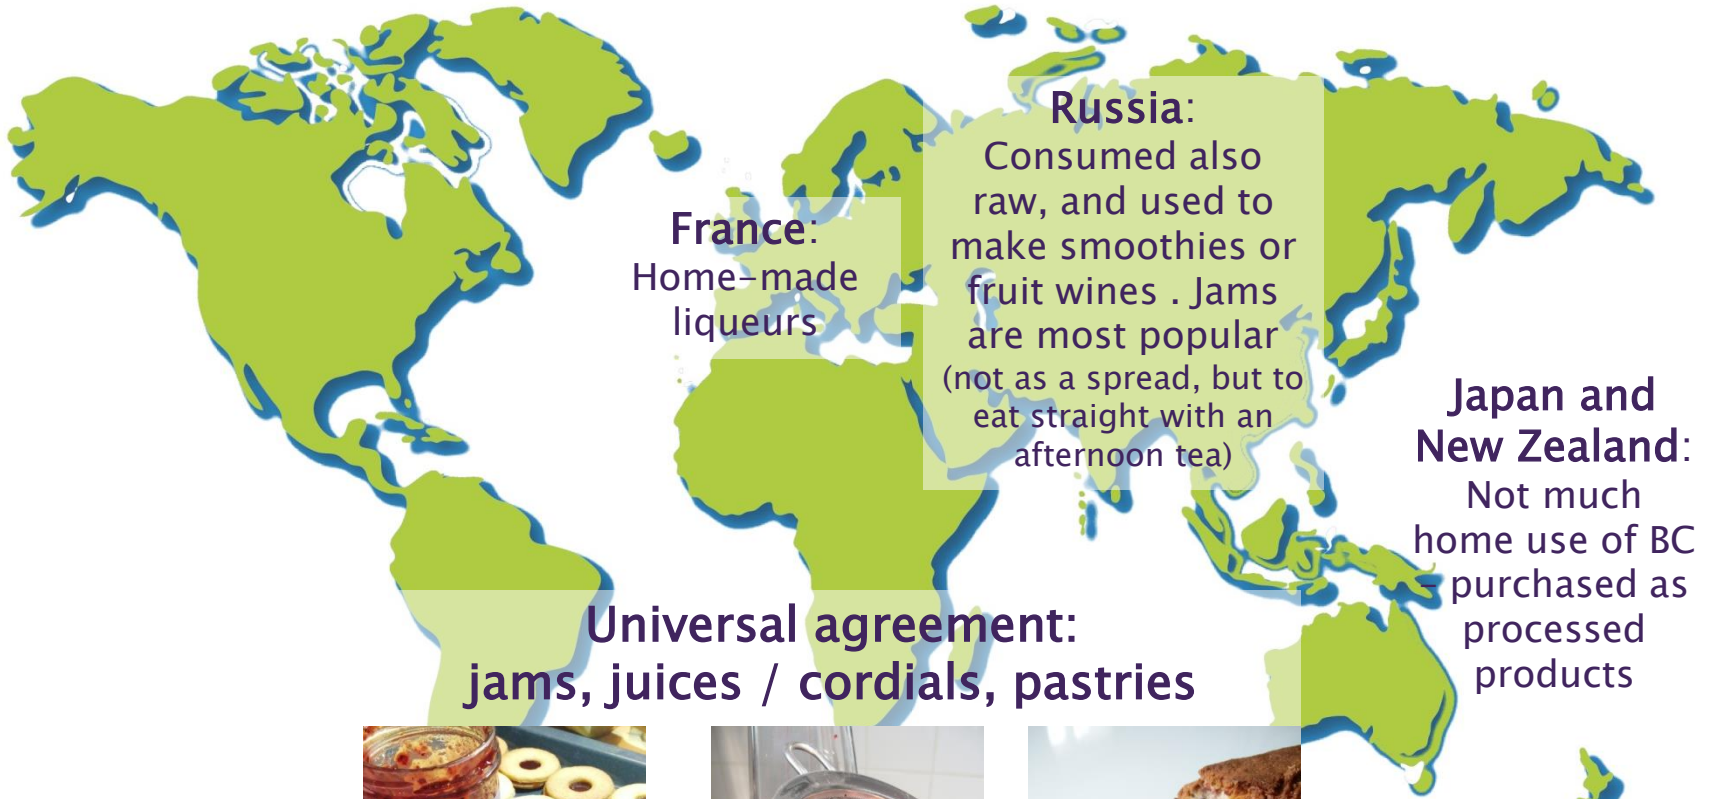 Russia:
Consumed also
raw, and used to
make smoothies or
fruit wines . Jams
are most popular
(not as a spread, but to
eat straight with an
afternoon tea)
France:
Home-made
liqueurs
Japan and
New Zealand:
Not much
home use of BC
- purchased as
processed
products
Universal agreement:
jams, juices / cordials, pastries